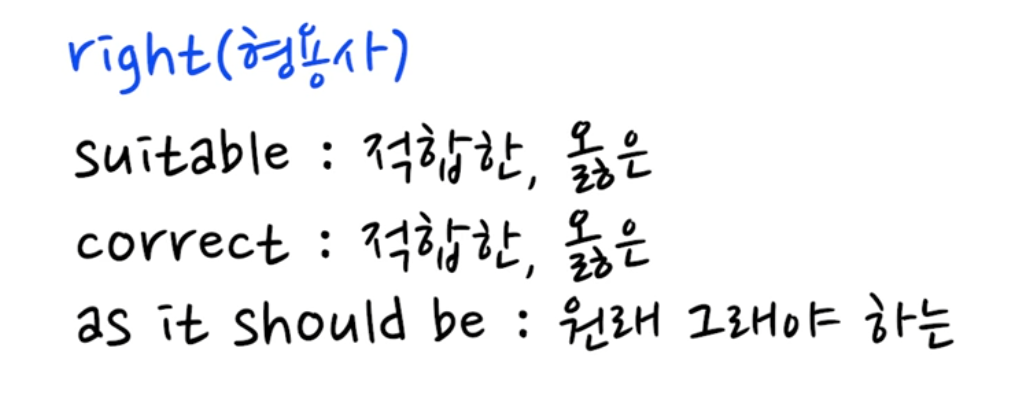 right(형용사)
suitable : 적합한, 옳은
correct : 적합한, 옳은
as it should be : 원래 그래야 하는